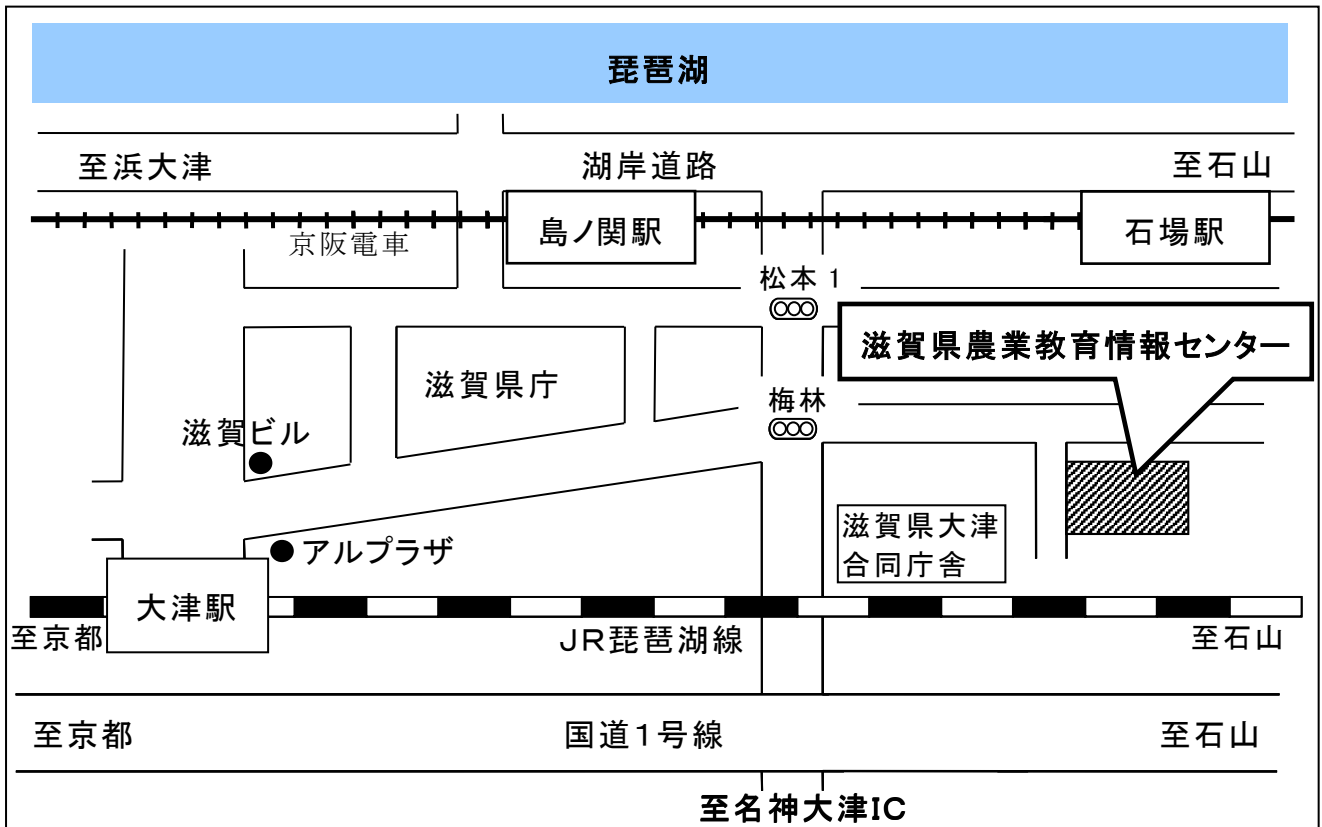 琵琶湖
至浜大津
湖岸道路
至石山
島ノ関駅
石場駅
京阪電車
松本1
滋賀県農業教育情報センター
滋賀県庁
梅林
滋賀ビル
滋賀県大津
合同庁舎
アルプラザ
大津駅
至京都
JR琵琶湖線
至石山
至京都
国道1号線
至石山
至名神大津IC